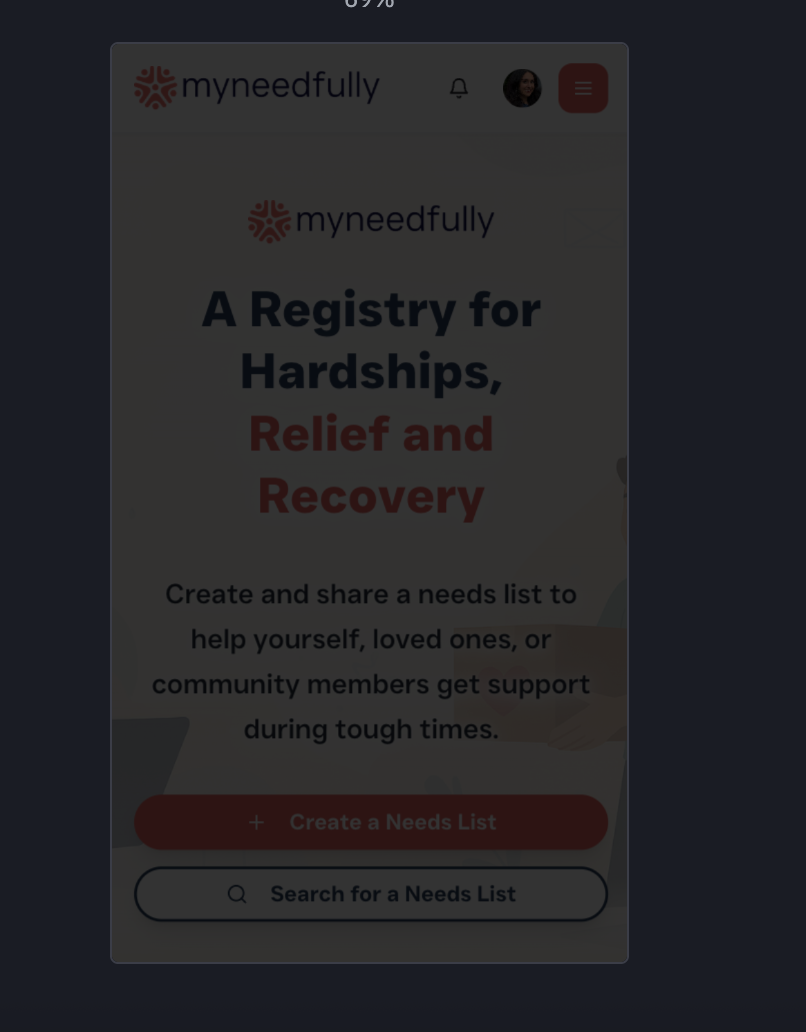 69%
myneedfully
myneedfully
A Registry for
Hardships,
Relief and
Recovery
Create and share a needs list to
help yourself, loved ones, or
community members get support
during tough times.
Create a Needs List
Search for a Needs List